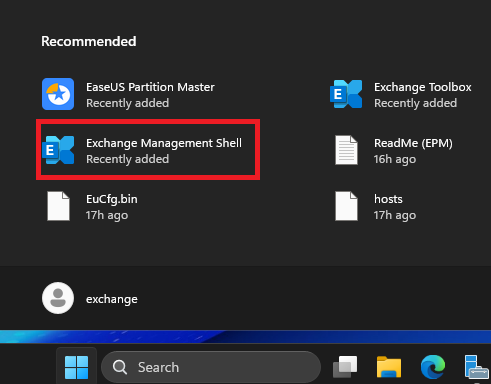 Recommended
EaseUS Partition Master
Recently added
Exchange Toolbox
Recently added
Exchange Management Shell
Recently added
ReadMe (EPM)
16h ago
EuCfg.bin
17h ago
hosts
17h ago
exchange
Search